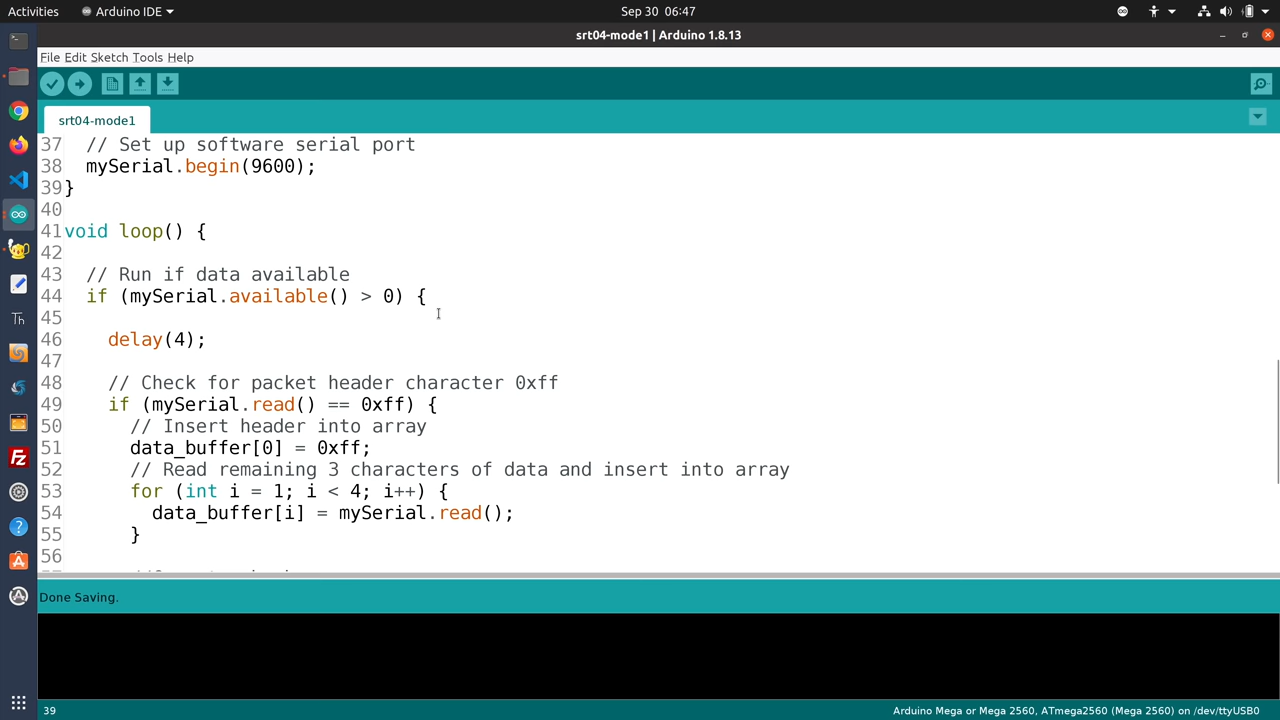 Activities Arduino IDE Sep 30 06:47
srt04-mode1 | Arduino 1.8.13
File Edit Sketch Tools Help
srt04-mode1
37 // Set up software serial port
38 mySerial.begin(9600);
39 }
40
41 void loop() {
42
43 // Run if data available
44 if (mySerial.available() > 0) {
45
46 delay(4);
47
48 // Check for packet header character 0xff
49 if (mySerial.read() == 0xff) {
50 // Insert header into array
51 data_buffer[0] = 0xff;
52 // Read remaining 3 characters of data and insert into array
53 for (int i = 1; i < 4; i++) {
54 data_buffer[i] = mySerial.read();
55 }
56
Done Saving.
39 Arduino Mega or Mega 2560, ATmega2560 (Mega 2560) on /dev/ttyUSB0
Th
Fz